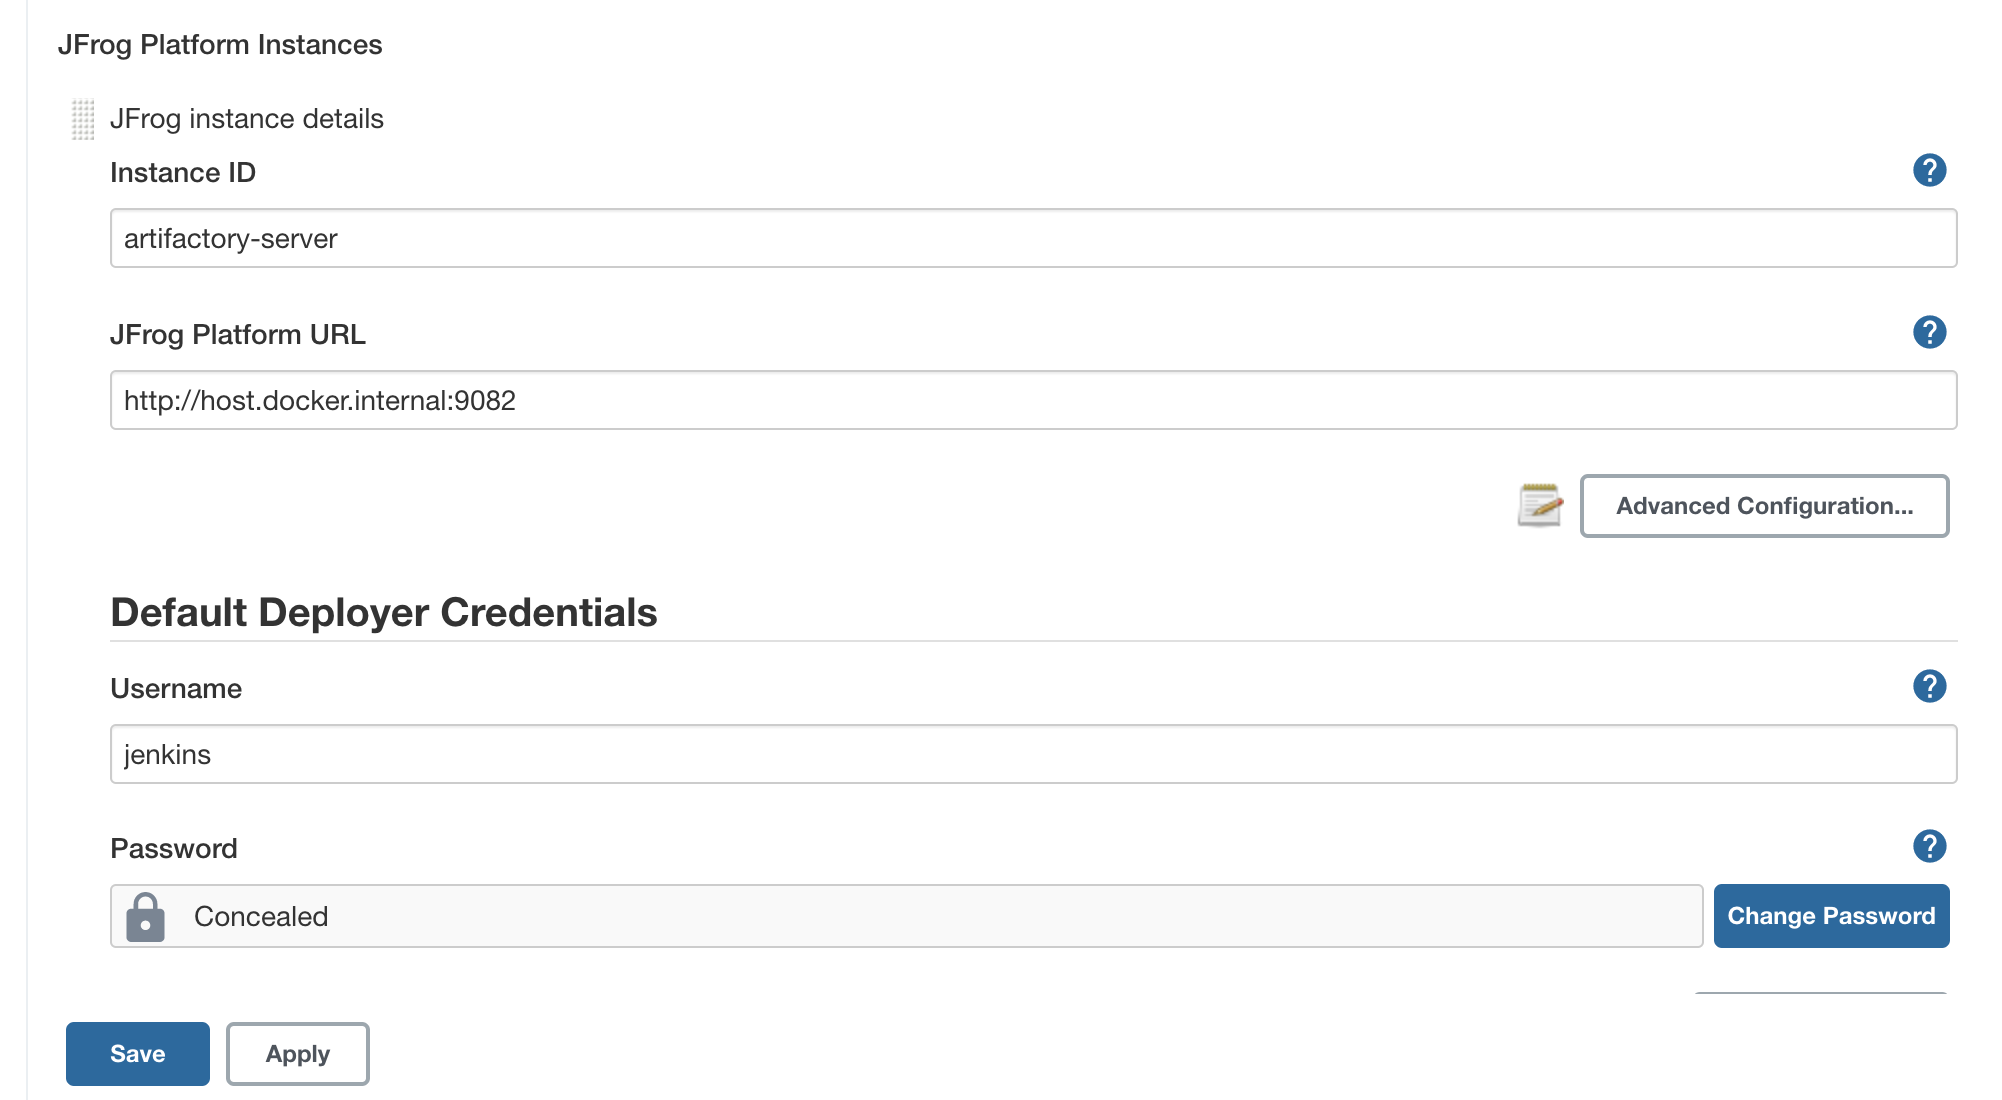 JFrog Platform Instances
JFrog instance details
Instance ID
?
artifactory-server
JFrog Platform URL
?
http://host.docker.internal:9082
Advanced Configuration...
Default Deployer Credentials
Username
?
jenkins
Password
?
Concealed
Change Password
Save
Apply